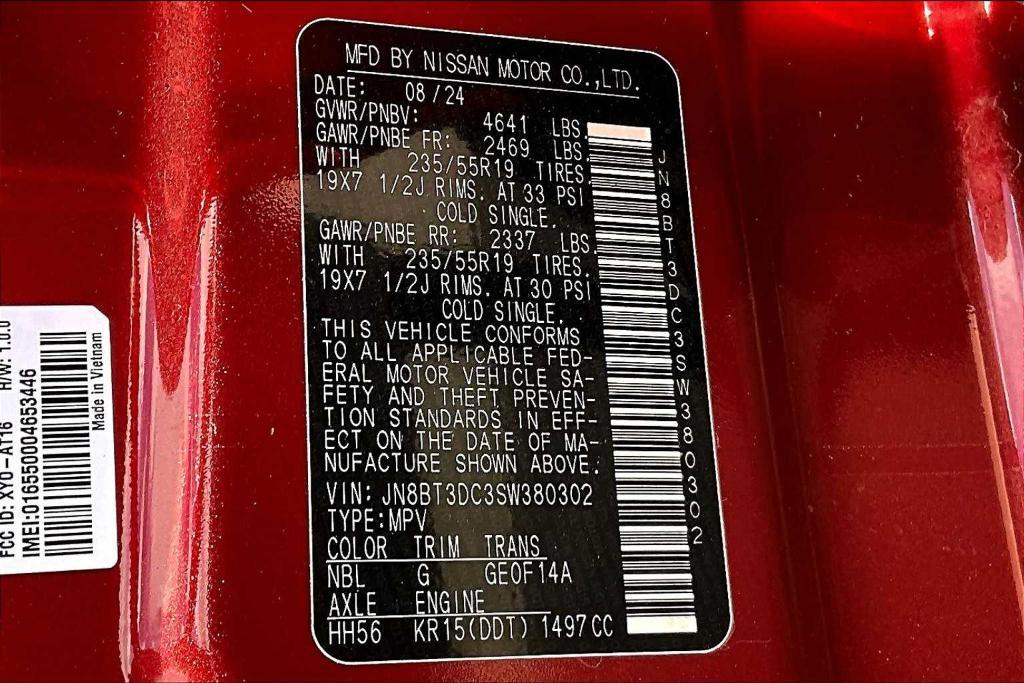 MFD BY NISSAN MOTOR CO.,LTD.
DATE: 08/24
GVWR/PNBV: 4641 LBS.
GAWR/PNBE FR: 2469 LBS.
WITH 235/55R19 TIRES.
19X7 1/2J RIMS. AT 33 PSI
COLD SINGLE.
GAWR/PNBE RR: 2337 LBS
WITH 235/55R19 TIRES.
19X7 1/2J RIMS. AT 30 PSI
COLD SINGLE.
THIS VEHICLE CONFORMS
TO ALL APPLICABLE FED-
ERAL MOTOR VEHICLE SA-
FETY AND THEFT PREVEN-
TION STANDARDS IN EFF-
ECT ON THE DATE OF MA-
NUFACTURE SHOWN ABOVE.
VIN: JN8BT3DC3SW380302
TYPE:MPV
COLOR TRIM TRANS
NBL G GE0F14A
AXLE ENGINE
HH56 KR15(DDT) 1497CC
JN8BT3DC3SW380302
FCC ID: XYO-AT16 H/W: 1.0.0
IMEI:016550004653446
Made in Vietnam